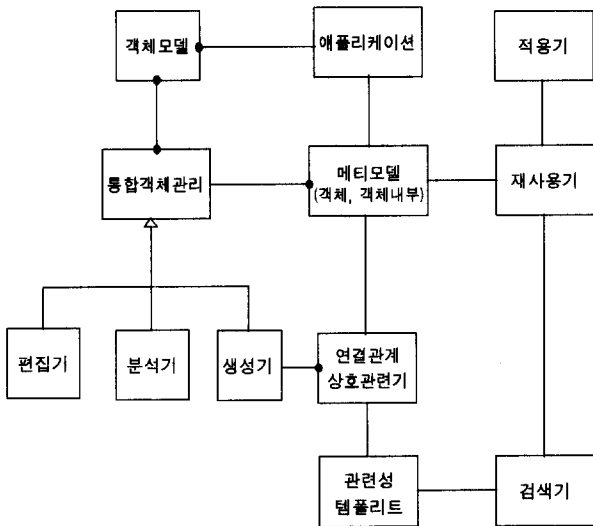 객체모델
애플리케이션
적용기
통합객체관리
메티모델
(객체, 객체내부)
재사용기
편집기
분석기
생성기
연결관계
상호관련기
관련성
템플리트
검색기